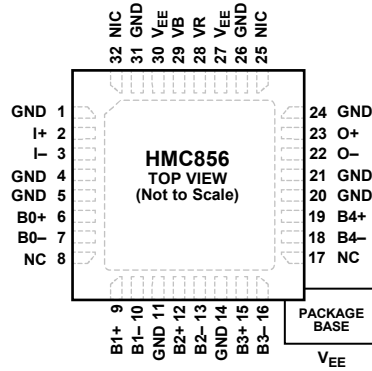 32 NIC
31 GND
30 VEE
29 VB
28 VR
27 VEE
26 GND
25 NIC
GND 1
I+ 2
I– 3
GND 4
GND 5
B0+ 6
B0– 7
NC 8
HMC856
TOP VIEW
(Not to Scale)
24 GND
23 O+
22 O–
21 GND
20 GND
19 B4+
18 B4–
17 NC
B1+ 9
B1– 10
GND 11
B2+ 12
B2– 13
GND 14
B3+ 15
B3– 16
PACKAGE
BASE
VEE